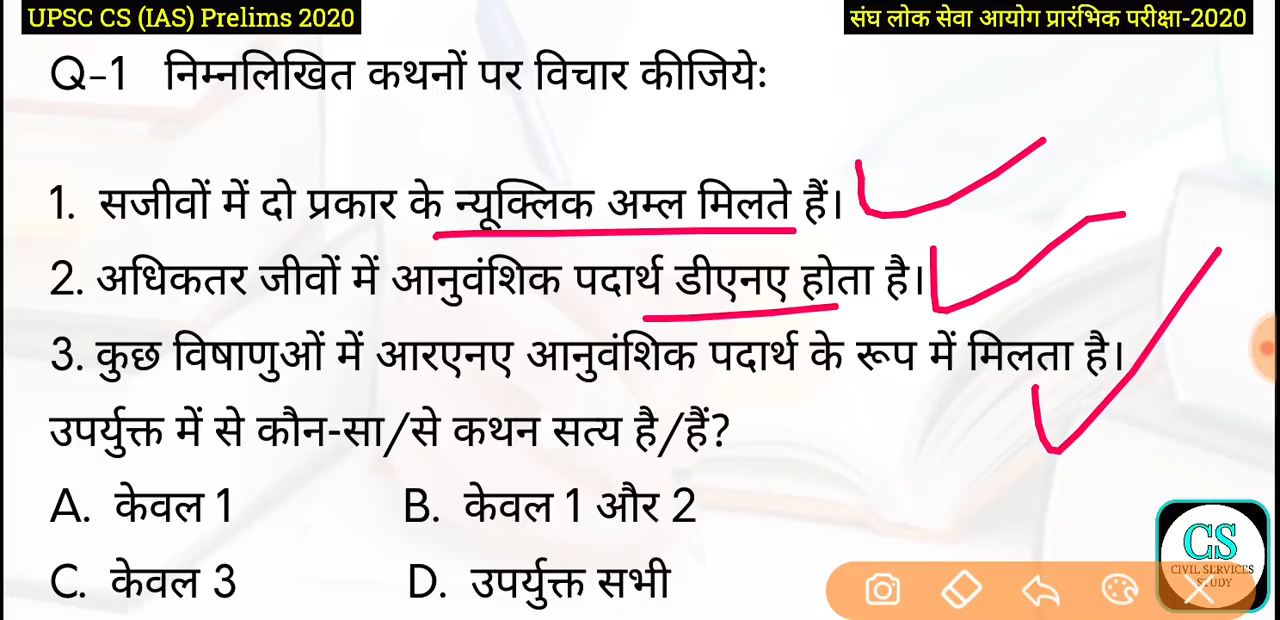 UPSC CS (IAS) Prelims 2020
संघ लोक सेवा आयोग प्रारंभिक परीक्षा-2020
Q-1 निम्नलिखित कथनों पर विचार कीजिये:
1. सजीवों में दो प्रकार के न्यूक्लिक अम्ल मिलते हैं।
2. अधिकतर जीवों में आनुवंशिक पदार्थ डीएनए होता है।
3. कुछ विषाणुओं में आरएनए आनुवंशिक पदार्थ के रूप में मिलता है।
उपर्युक्त में से कौन-सा/से कथन सत्य है/हैं?
A. केवल 1 B. केवल 1 और 2
C. केवल 3 D. उपर्युक्त सभी
CS
CIVIL SERVICES
STUDY